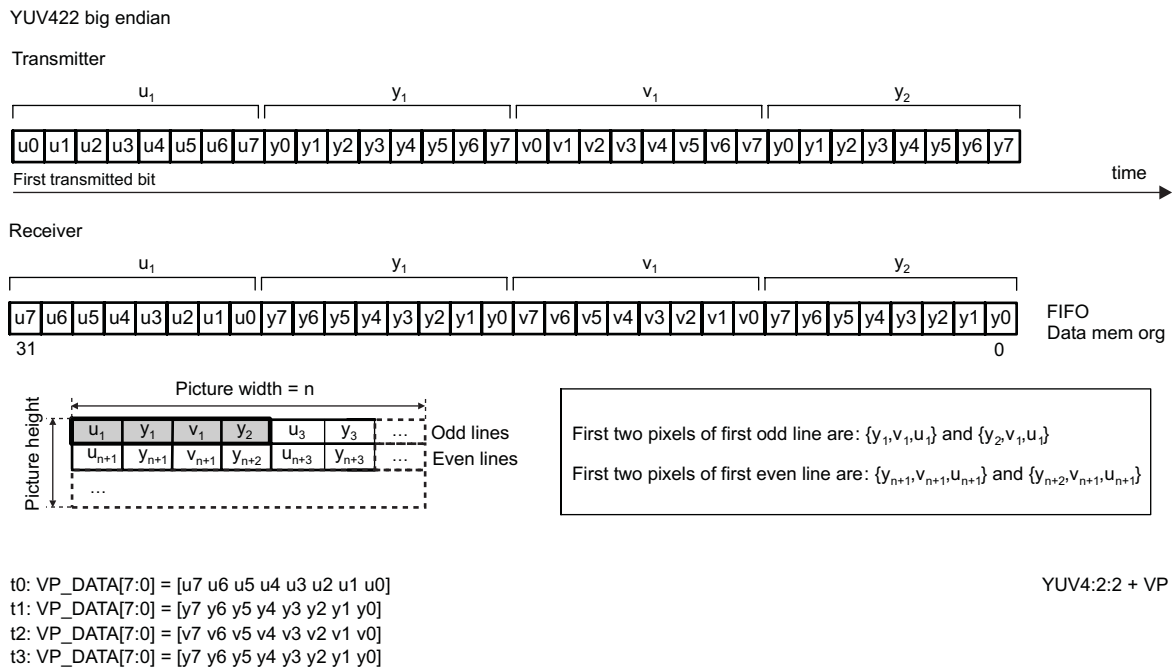 YUV422 big endian
Transmitter
u1 y1 v1 y2
u0 u1 u2 u3 u4 u5 u6 u7 y0 y1 y2 y3 y4 y5 y6 y7 v0 v1 v2 v3 v4 v5 v6 v7 y0 y1 y2 y3 y4 y5 y6 y7
First transmitted bit
time
Receiver
u1 y1 v1 y2
u7 u6 u5 u4 u3 u2 u1 u0 y7 y6 y5 y4 y3 y2 y1 y0 v7 v6 v5 v4 v3 v2 v1 v0 y7 y6 y5 y4 y3 y2 y1 y0
FIFO
Data mem org
31 0
Picture width = n
Picture height
u1 y1 v1 y2 u3 y3 ... Odd lines
un+1 yn+1 vn+1 yn+2 un+3 yn+3 ... Even lines
...
First two pixels of first odd line are: {y1,v1,u1} and {y2,v1,u1}
First two pixels of first even line are: {yn+1,vn+1,un+1} and {yn+2,vn+1,un+1}
t0: VP_DATA[7:0] = [u7 u6 u5 u4 u3 u2 u1 u0]
YUV4:2:2 + VP
t1: VP_DATA[7:0] = [y7 y6 y5 y4 y3 y2 y1 y0]
t2: VP_DATA[7:0] = [v7 v6 v5 v4 v3 v2 v1 v0]
t3: VP_DATA[7:0] = [y7 y6 y5 y4 y3 y2 y1 y0]